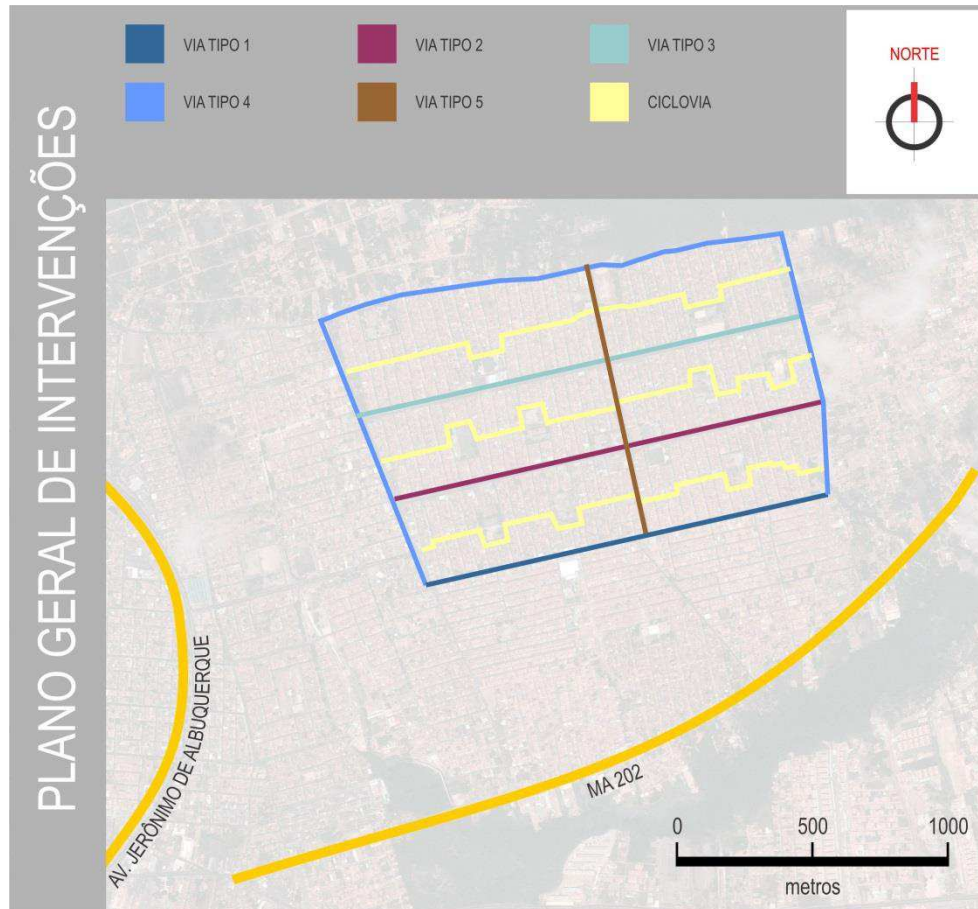 PLANO GERAL DE INTERVENÇÕES
VIA TIPO 1
VIA TIPO 2
VIA TIPO 3
VIA TIPO 4
VIA TIPO 5
CICLOVIA
NORTE
AV. JERÔNIMO DE ALBUQUERQUE
MA 202
0 500 1000
metros